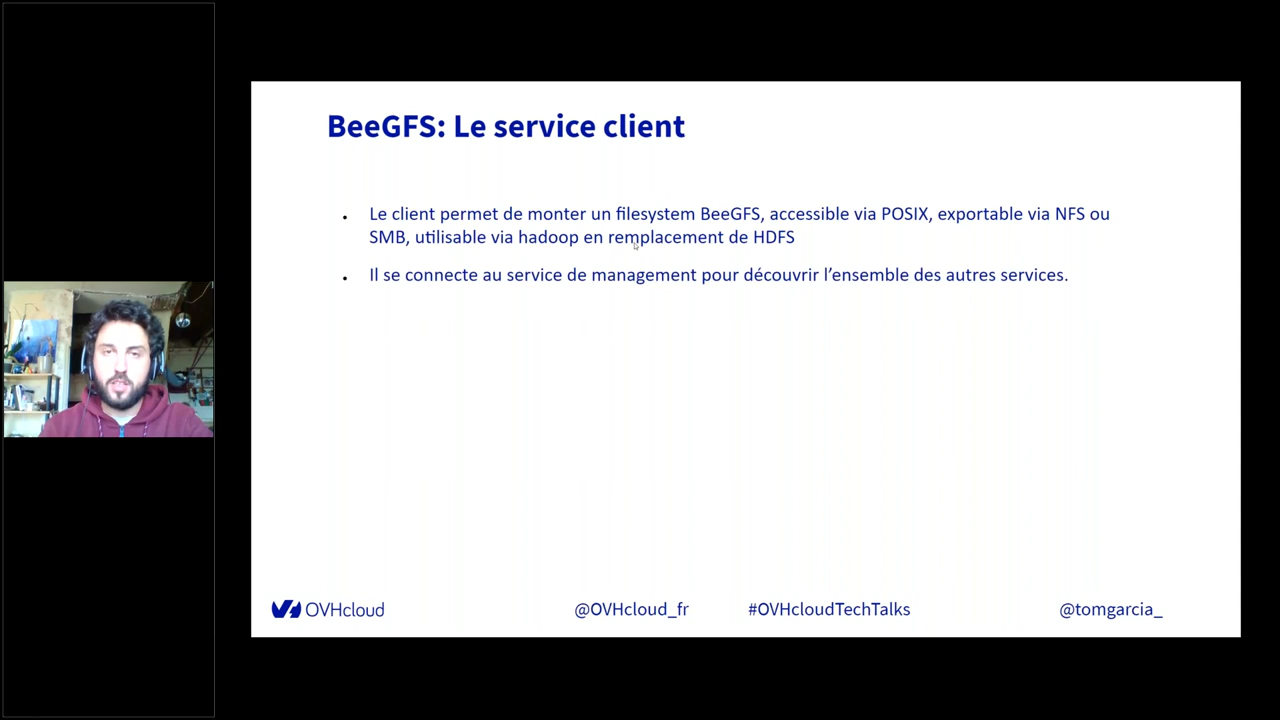 BeeGFS: Le service client
• Le client permet de monter un filesystem BeeGFS, accessible via POSIX, exportable via NFS ou
SMB, utilisable via hadoop en remplacement de HDFS
• Il se connecte au service de management pour découvrir l’ensemble des autres services.
OVHcloud @OVHcloud_fr #OVHcloudTechTalks @tomgarcia_